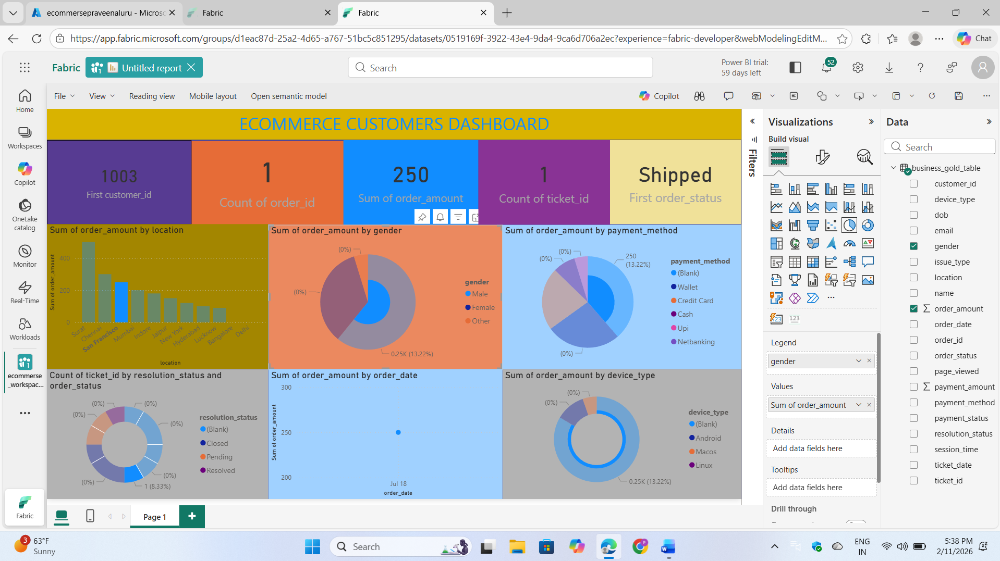 ecommersepraveenaluru - Microso
Fabric
Fabric
https://app.fabric.microsoft.com/groups/d1eac87d-25a2-4d65-a767-51bc5c851295/datasets/0519169f-3922-43e4-9da4-9ca6d706a2ec?experience=fabric-developer&webModelingEditM...
Chat
Fabric
Untitled report
Search
Power BI trial:
59 days left
52
File
View
Reading view
Mobile layout
Open semantic model
Copilot
Home
Workspaces
Copilot
OneLake
catalog
Monitor
Real-Time
Workloads
ecommerse
_workspac...
Fabric
ECOMMERCE CUSTOMERS DASHBOARD
1003
First customer_id
1
Count of order_id
250
Sum of order_amount
1
Count of ticket_id
Shipped
First order_status
Sum of order_amount by location
Sum of order_amount
400
200
0
Surat
Chennai
San Francisco
Mumbai
Indore
Jaipur
New York
Hyderabad
Lucknow
Bangalore
Delhi
location
Sum of order_amount by gender
(0%)
(0%)
0.25K (13.22%)
gender
Male
Female
Other
Sum of order_amount by payment_method
(0%)
(0%)
250
(13.22%)
(0%)
payment_method
(Blank)
Wallet
Credit Card
Cash
Upi
Netbanking
Count of ticket_id by resolution_status and
order_status
(0%)
(0%)
(0%)
(0%)
(0%)
(0%)
1 (8.33%)
resolution_status
(Blank)
Closed
Pending
Resolved
Sum of order_amount by order_date
Sum of order_amount
300
250
200
Jul 18
order_date
Sum of order_amount by device_type
(0%)
(0%)
0.25K (13.22%)
device_type
(Blank)
Android
Macos
Linux
Page 1
Filters
Visualizations
Build visual
123
123
Legend
gender
Values
Sum of order_amount
Details
Add data fields here
Tooltips
Add data fields here
Drill through
Data
Search
business_gold_table
customer_id
device_type
dob
email
gender
issue_type
location
name
order_amount
order_date
order_id
order_status
page_viewed
payment_amount
payment_method
payment_status
resolution_status
session_time
ticket_date
ticket_id
3
63°F
Sunny
Search
ENG
IN
5:38 PM
2/11/2026